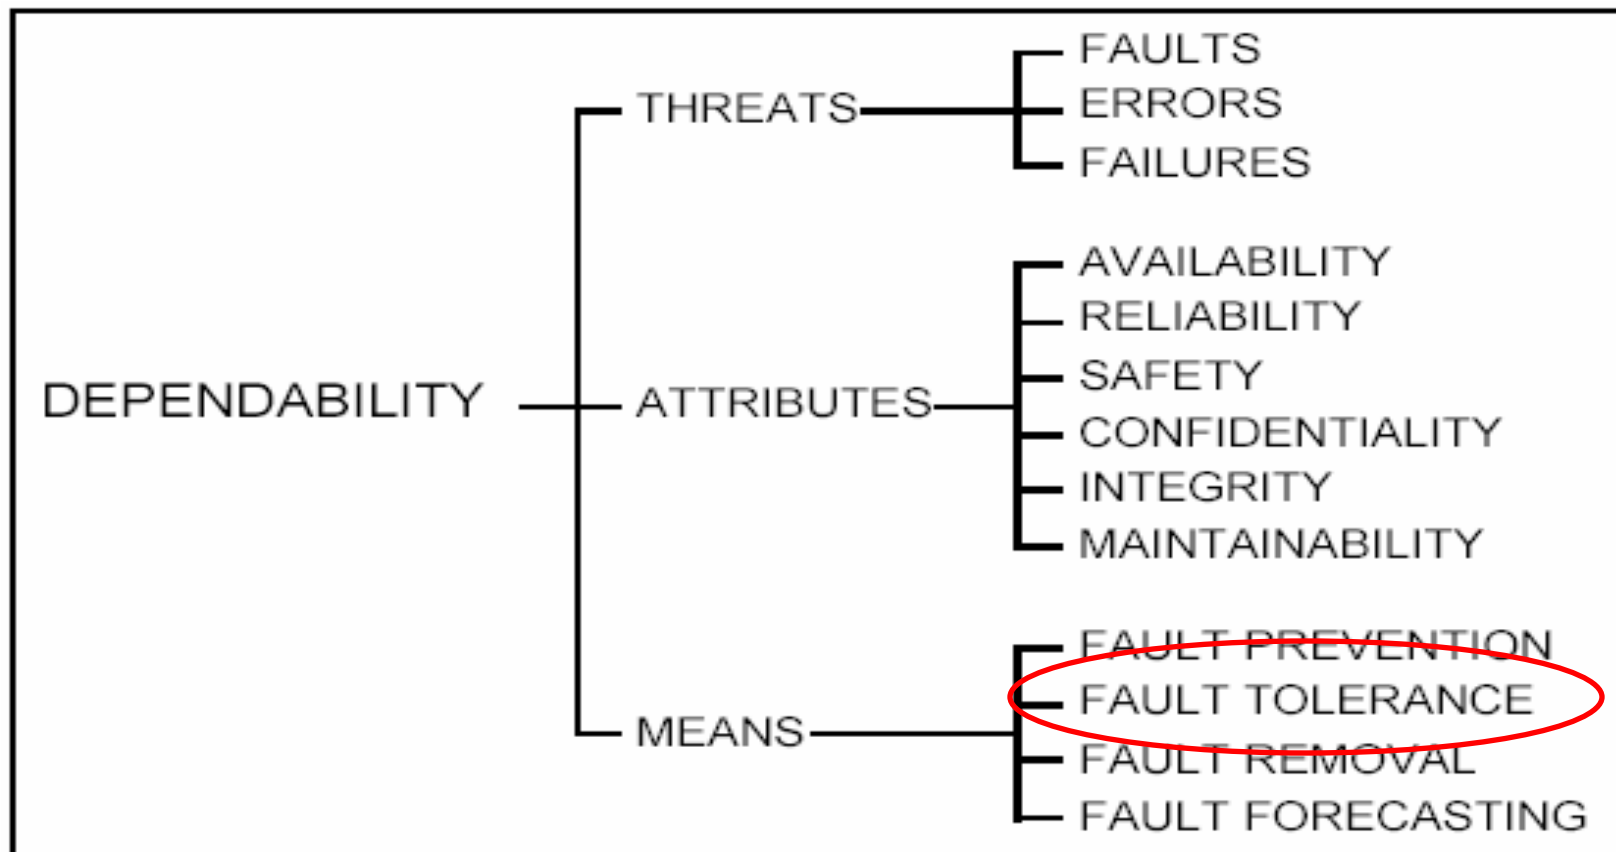 DEPENDABILITY
THREATS
FAULTS
ERRORS
FAILURES
ATTRIBUTES
AVAILABILITY
RELIABILITY
SAFETY
CONFIDENTIALITY
INTEGRITY
MAINTAINABILITY
MEANS
FAULT PREVENTION
FAULT TOLERANCE
FAULT REMOVAL
FAULT FORECASTING